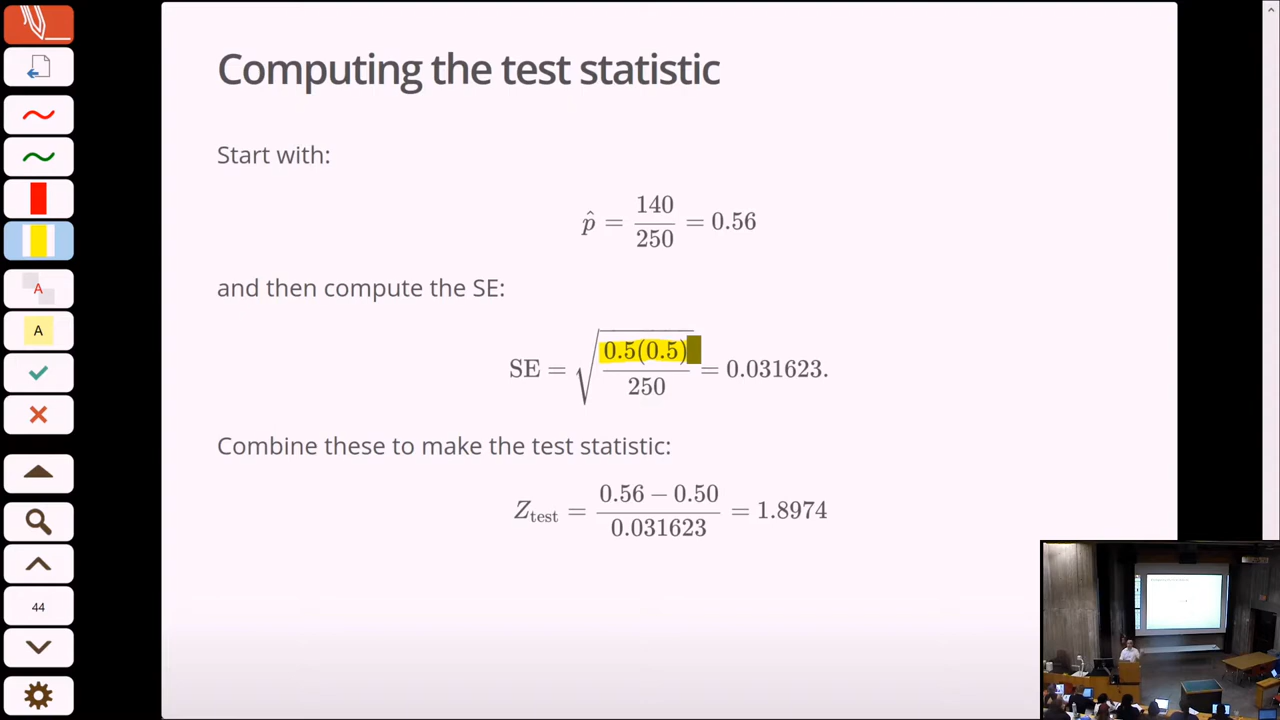 Computing the test statistic
Start with:
p̂ = 140/250 = 0.56
and then compute the SE:
SE = √(0.5(0.5)/250) = 0.031623.
Combine these to make the test statistic:
Z_test = (0.56 − 0.50)/0.031623 = 1.8974
A
A
44